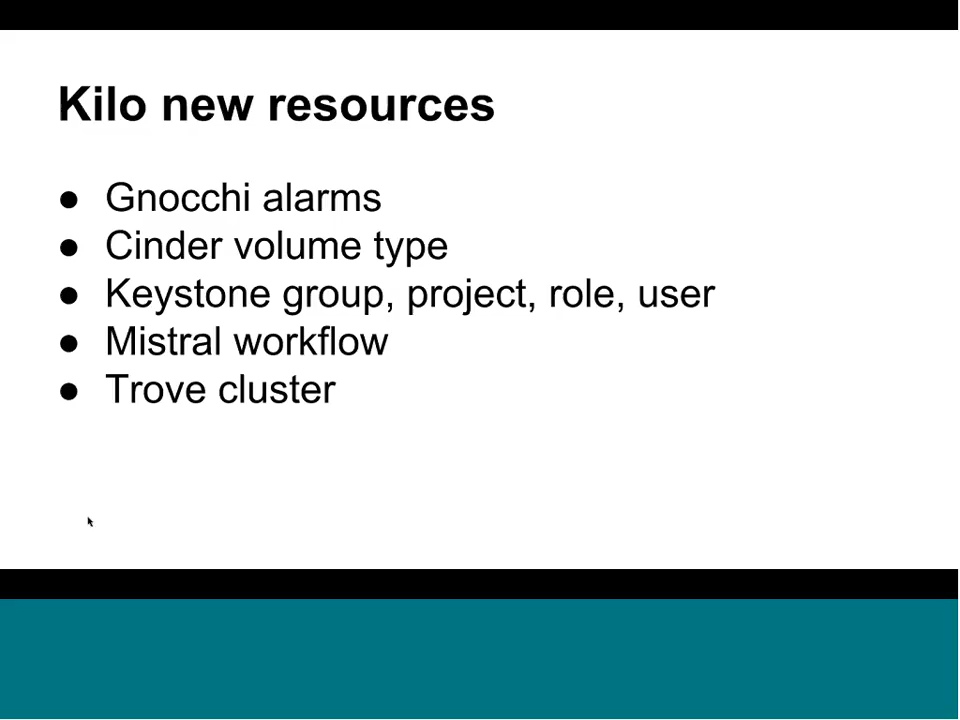 Kilo new resources
● Gnocchi alarms
● Cinder volume type
● Keystone group, project, role, user
● Mistral workflow
● Trove cluster